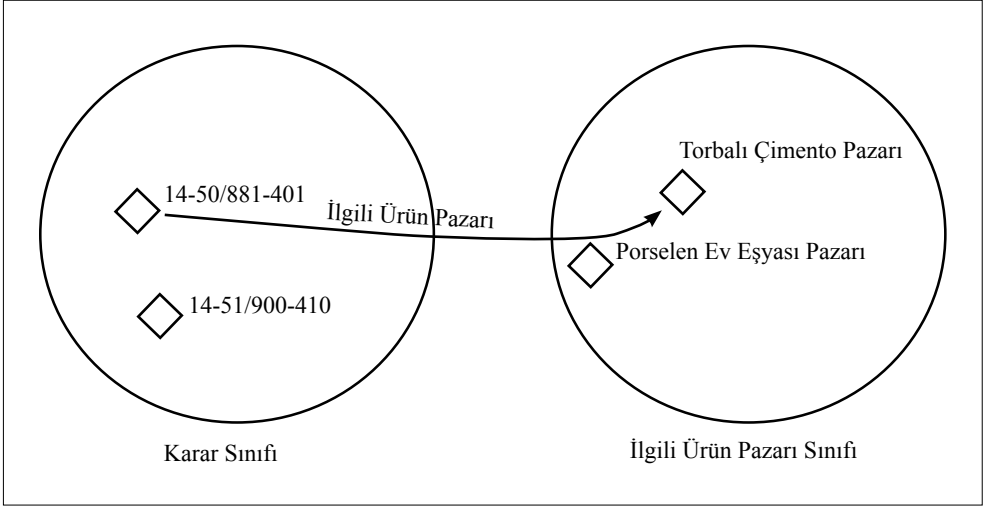 Torbalı Çimento Pazarı
14-50/881-401
İlgili Ürün Pazarı
Porselen Ev Eşyası Pazarı
14-51/900-410
Karar Sınıfı
İlgili Ürün Pazarı Sınıfı